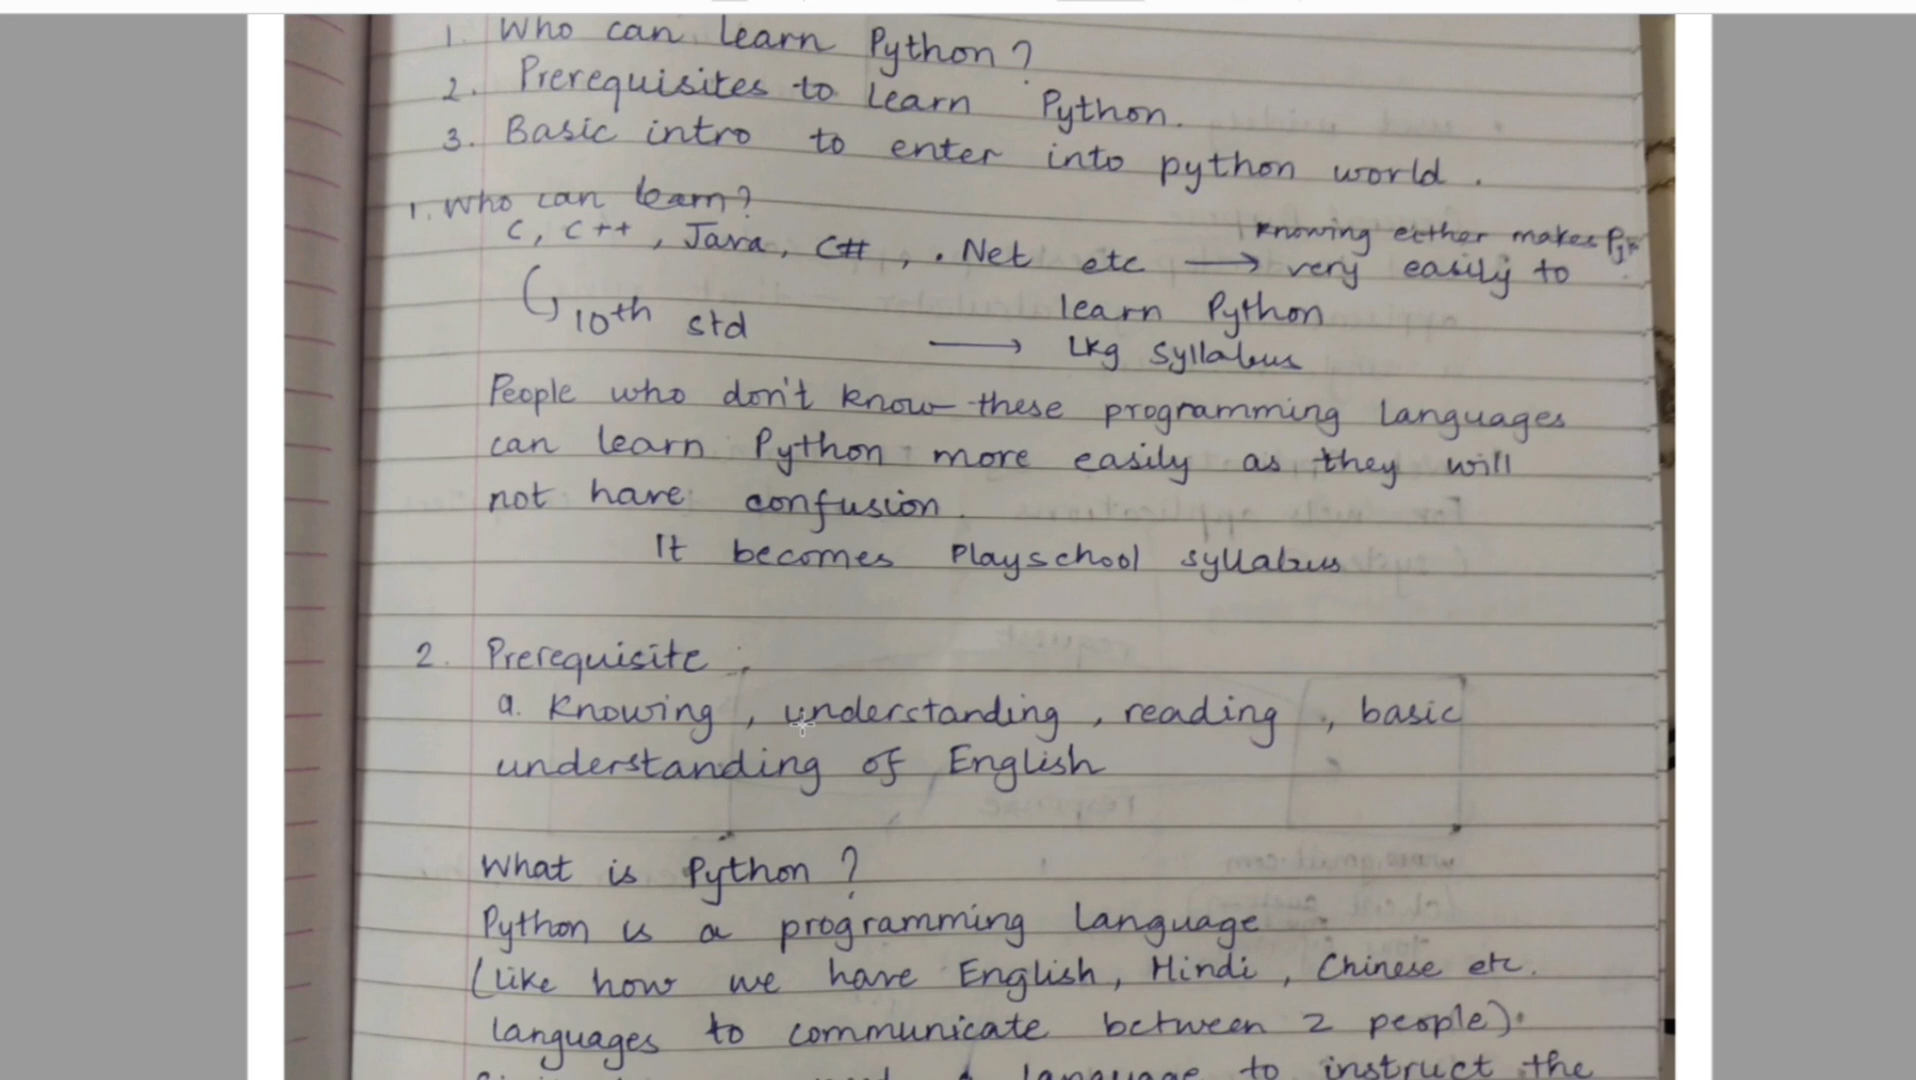 1. Who can learn Python?
2. Prerequisites to learn Python.
3. Basic intro to enter into python world.
1. Who can learn?
C, C++, Java, C#, .Net etc → knowing either makes
very easily to
learn Python
10th std → Lkg syllabus
People who don't know these programming languages
can learn Python more easily as they will
not have confusion.
It becomes Playschool syllabus
2. Prerequisite :
a. Knowing, understanding, reading, basic
understanding of English
What is Python?
Python is a programming language
(like how we have English, Hindi, Chinese etc.
languages to communicate between 2 people).
language to instruct the